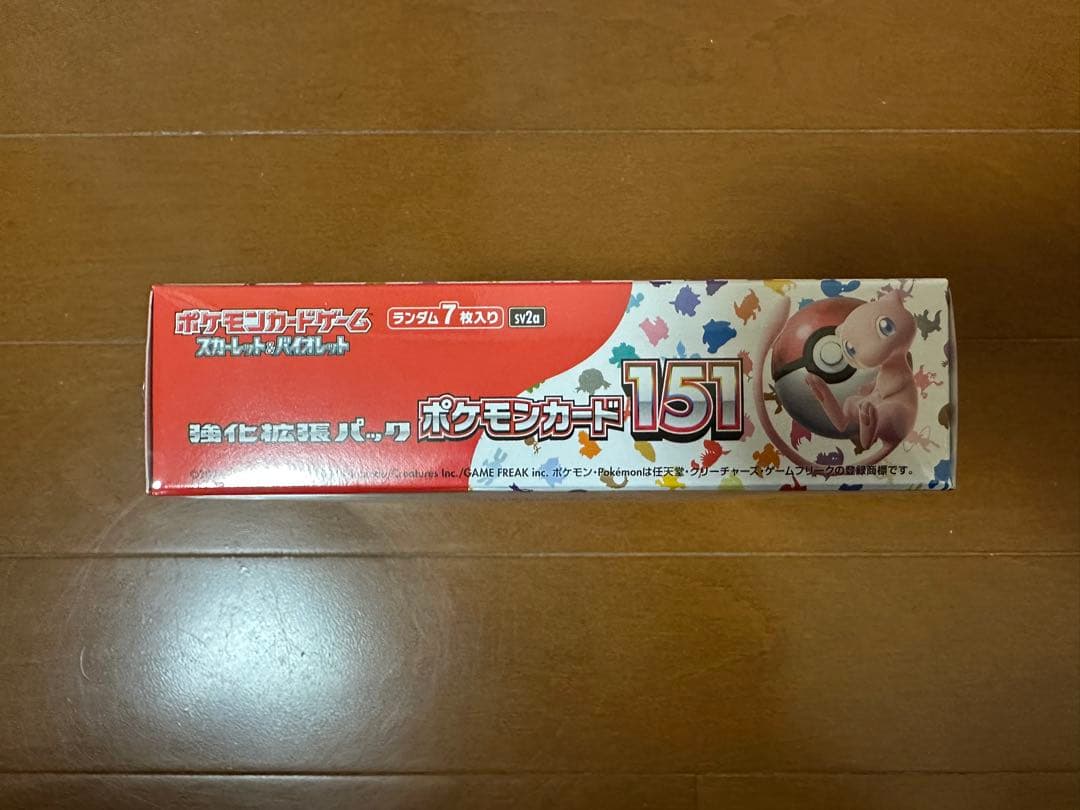 ポケモンカードゲーム
スカーレット&バイオレット
ランダム7枚入り
sv2a
強化拡張パック
ポケモンカード151
Creatures Inc./GAME FREAK inc. ポケモン・Pokémonは任天堂・クリーチャーズ・ゲームフリークの登録商標です。